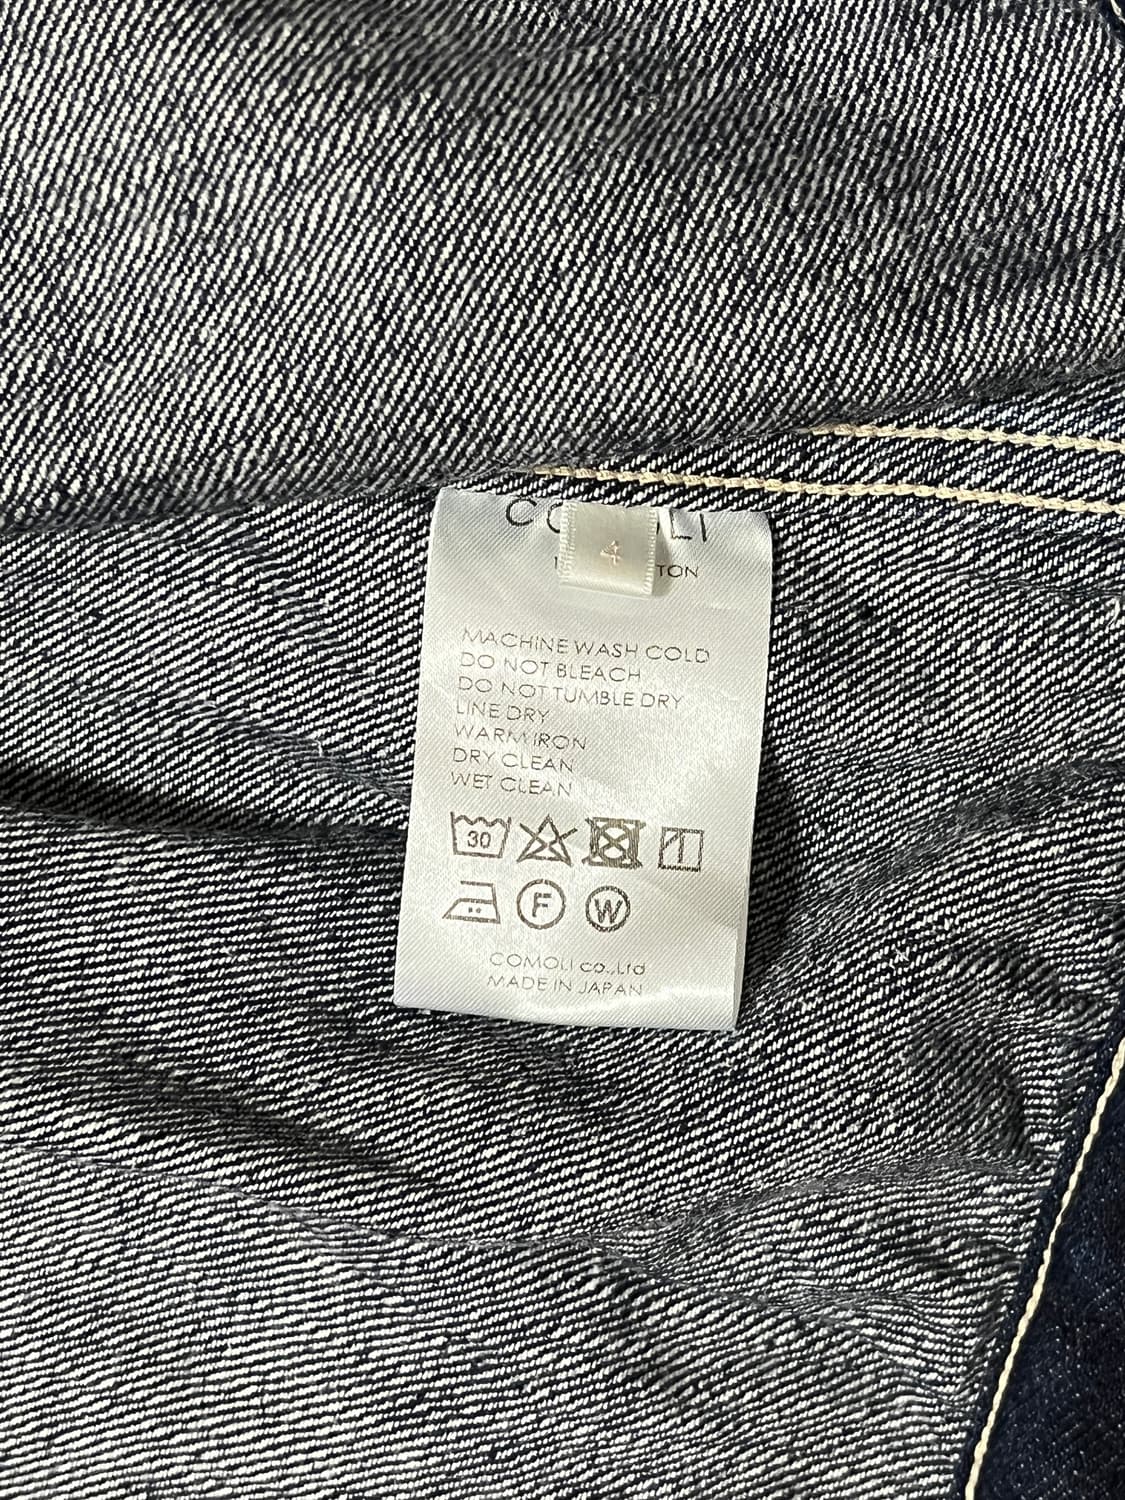 4
MACHINE WASH COLD
DO NOT BLEACH
DO NOT TUMBLE DRY
LINE DRY
WARM IRON
DRY CLEAN
WET CLEAN
30
F W
COMOLI co.,Ltd
MADE IN JAPAN